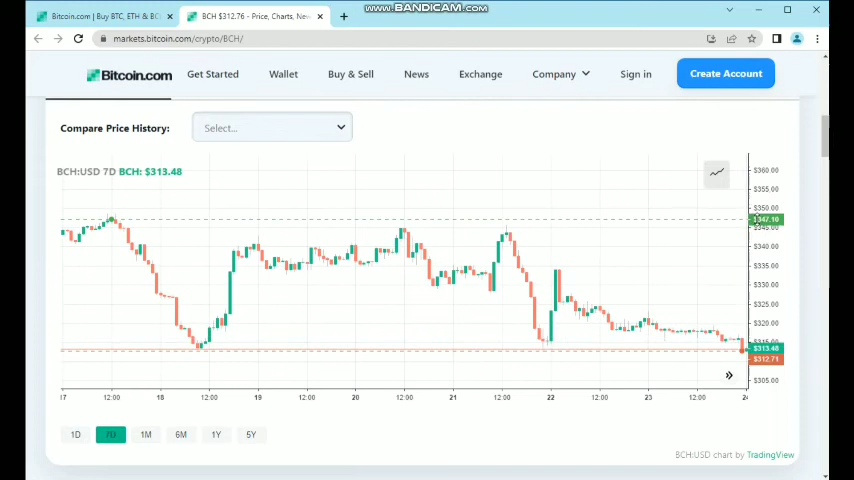 www.BANDICAM.com
Bitcoin.com | Buy BTC, ETH & BCH
BCH $312.76 - Price, Charts, New
markets.bitcoin.com/crypto/BCH/
Bitcoin.com Get Started Wallet Buy & Sell News Exchange Company Sign in Create Account
Compare Price History: Select...
BCH:USD 7D BCH: $313.48
$360.00
$355.00
$350.00
$347.10
$345.00
$340.00
$335.00
$330.00
$325.00
$320.00
$315.00
$313.48
$312.71
$305.00
17 12:00 18 12:00 19 12:00 20 12:00 21 12:00 22 12:00 23 12:00 24
1D 7D 1M 6M 1Y 5Y
BCH:USD chart by TradingView